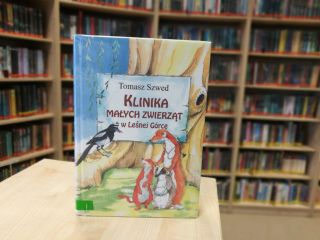 Tomasz Szwed
KLINIKA
MAŁYCH ZWIERZĄT
w Leśnej Górce